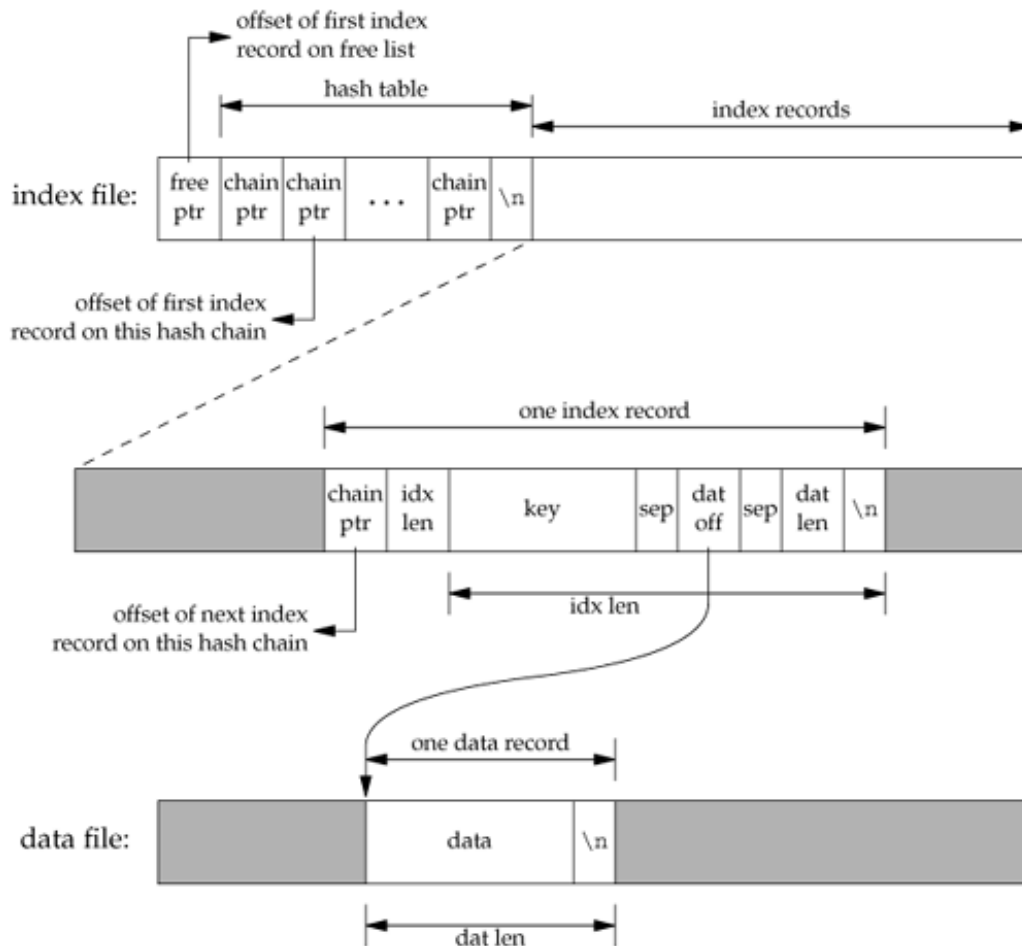 offset of first index
record on free list
hash table
index records
index file:
free
ptr
chain
ptr
chain
ptr
...
chain
ptr
\n
offset of first index
record on this hash chain
one index record
chain
ptr
idx
len
key
sep
dat
off
sep
dat
len
\n
idx len
offset of next index
record on this hash chain
one data record
data file:
data
\n
dat len